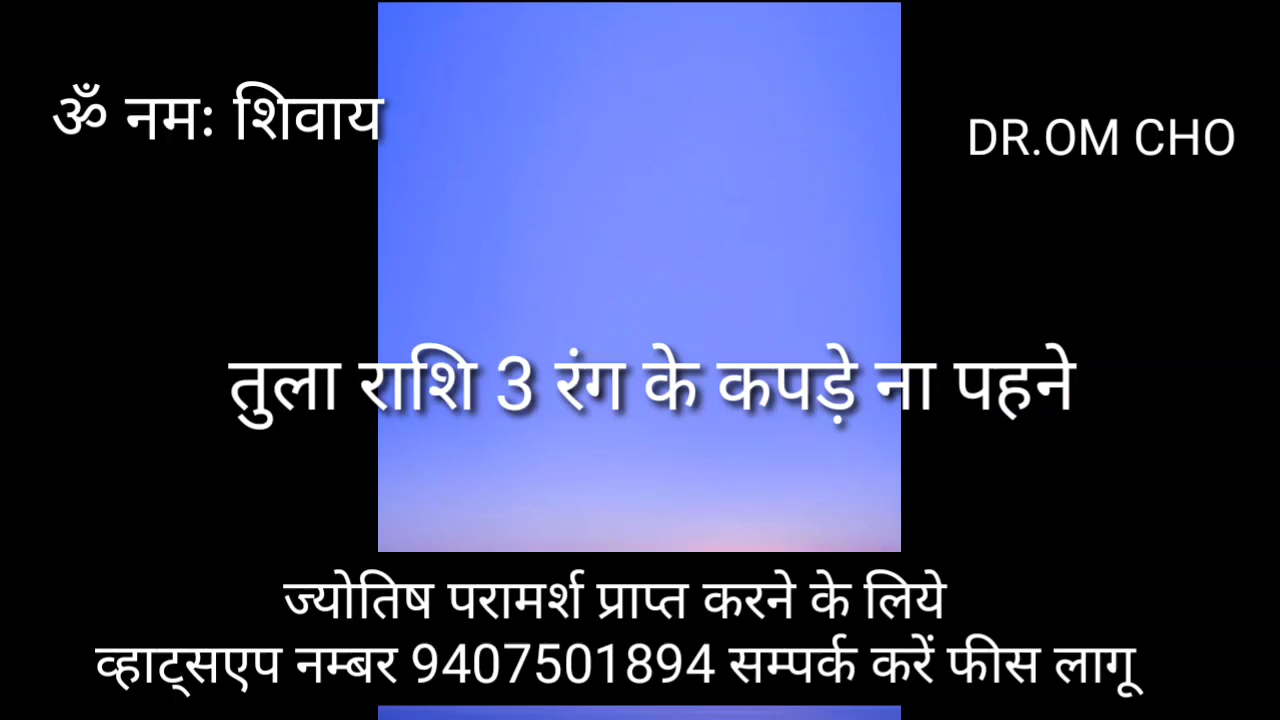 ॐ नमः शिवाय
DR.OM CHO
तुला राशि 3 रंग के कपड़े ना पहने
ज्योतिष परामर्श प्राप्त करने के लिये
व्हाट्सएप नम्बर 9407501894 सम्पर्क करें फीस लागू